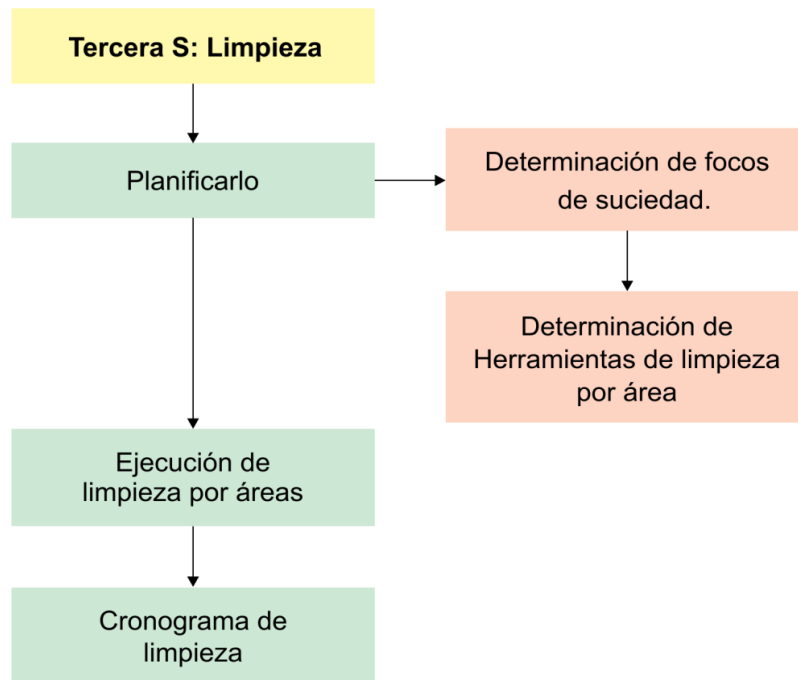 Tercera S: Limpieza
Planificarlo
Determinación de focos
de suciedad.
Determinación de
Herramientas de limpieza
por área
Ejecución de
limpieza por áreas
Cronograma de
limpieza